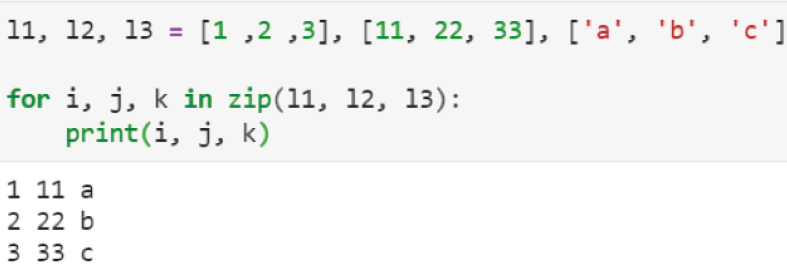 l1, l2, l3 = [1 ,2 ,3], [11, 22, 33], ['a', 'b', 'c']
for i, j, k in zip(l1, l2, l3):
    print(i, j, k)
1 11 a
2 22 b
3 33 c